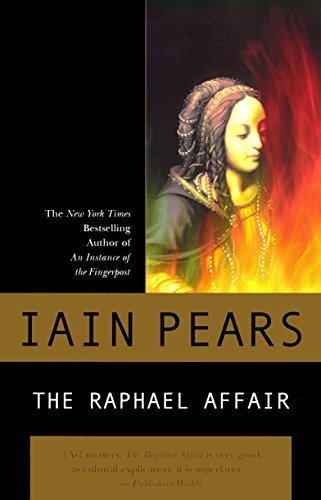 The New York Times
Bestselling
Author of
An Instance of
the Fingerpost
IAIN PEARS
THE RAPHAEL AFFAIR
"[As] mystery, The Raphael Affair is very good;
as cultural explication, it is superlative."
—Publishers Weekly